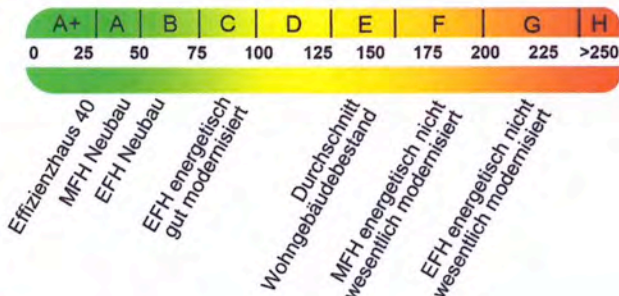 A+ A B C D E F G H
0 25 50 75 100 125 150 175 200 225 >250
Effizienzhaus 40
MFH Neubau
EFH Neubau
EFH energetisch
gut modernisiert
Durchschnitt
Wohngebäudebestand
MFH energetisch nicht
wesentlich modernisiert
EFH energetisch nicht
wesentlich modernisiert